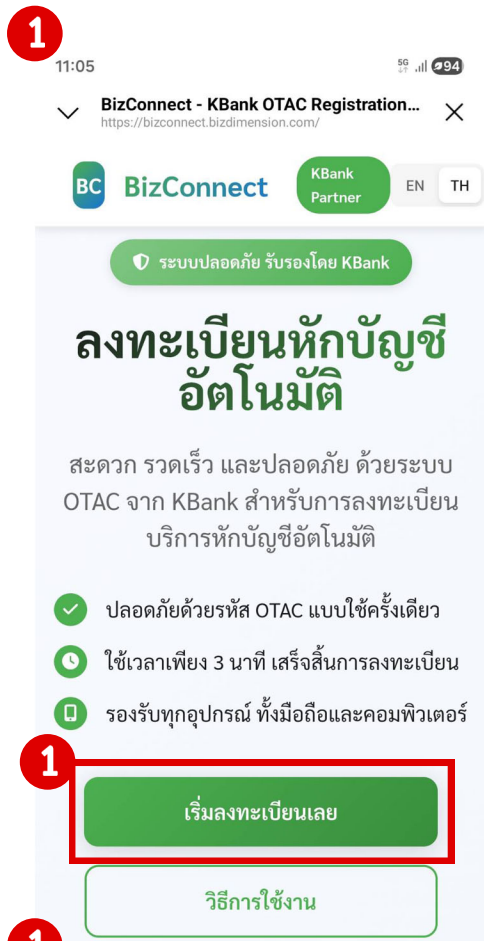 1
11:05
5G
94
BizConnect - KBank OTAC Registration...
https://bizconnect.bizdimension.com/
BC
BizConnect
KBank
Partner
EN
TH
ระบบปลอดภัย รับรองโดย KBank
ลงทะเบียนหักบัญชี
อัตโนมัติ
สะดวก รวดเร็ว และปลอดภัย ด้วยระบบ
OTAC จาก KBank สำหรับการลงทะเบียน
บริการหักบัญชีอัตโนมัติ
ปลอดภัยด้วยรหัส OTAC แบบใช้ครั้งเดียว
ใช้เวลาเพียง 3 นาที เสร็จสิ้นการลงทะเบียน
รองรับทุกอุปกรณ์ ทั้งมือถือและคอมพิวเตอร์
1
เริ่มลงทะเบียนเลย
วิธีการใช้งาน
1